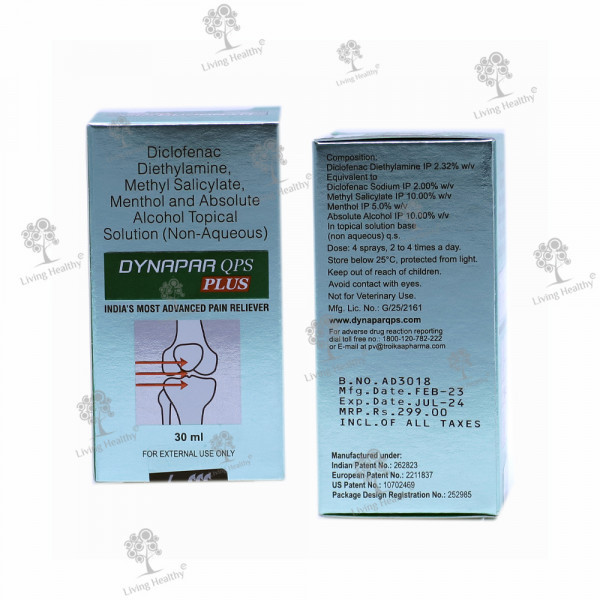 Living Healthy©
Living Healthy©
Diclofenac
Diethylamine,
Methyl Salicylate,
Menthol and Absolute
Alcohol Topical
Solution (Non-Aqueous)
DYNAPAR QPS
PLUS
INDIA'S MOST ADVANCED PAIN RELIEVER
30 ml
FOR EXTERNAL USE ONLY
Composition:
Diclofenac Diethylamine IP 2.32% w/v
Equivalent to
Diclofenac Sodium IP 2.00% w/v
Methyl Salicylate IP 10.00% w/v
Menthol IP 5.0% w/v
Absolute Alcohol IP 10.00% v/v
In topical solution base
(non aqueous) q.s.
Dose: 4 sprays, 2 to 4 times a day.
Store below 25°C, protected from light.
Keep out of reach of children.
Avoid contact with eyes.
Not for Veterinary Use.
Mfg. Lic. No.: G/25/2161
www.dynaparqps.com
For adverse drug reaction reporting
dial toll free no.: 1800-120-782-222
or E-mail at pv@troikaapharma.com
B.NO.AD3018
Mfg.Date.FEB-23
Exp.Date.JUL-24
MRP.Rs.299.00
INCL.OF ALL TAXES
Manufactured under:
Indian Patent No.: 262823
European Patent No.: 2211837
US Patent No.: 10702469
Package Design Registration No.: 252985
Living Healthy©
Living Healthy©
Living Healthy©
Living Healthy©
Living Healthy©
Living Healthy©